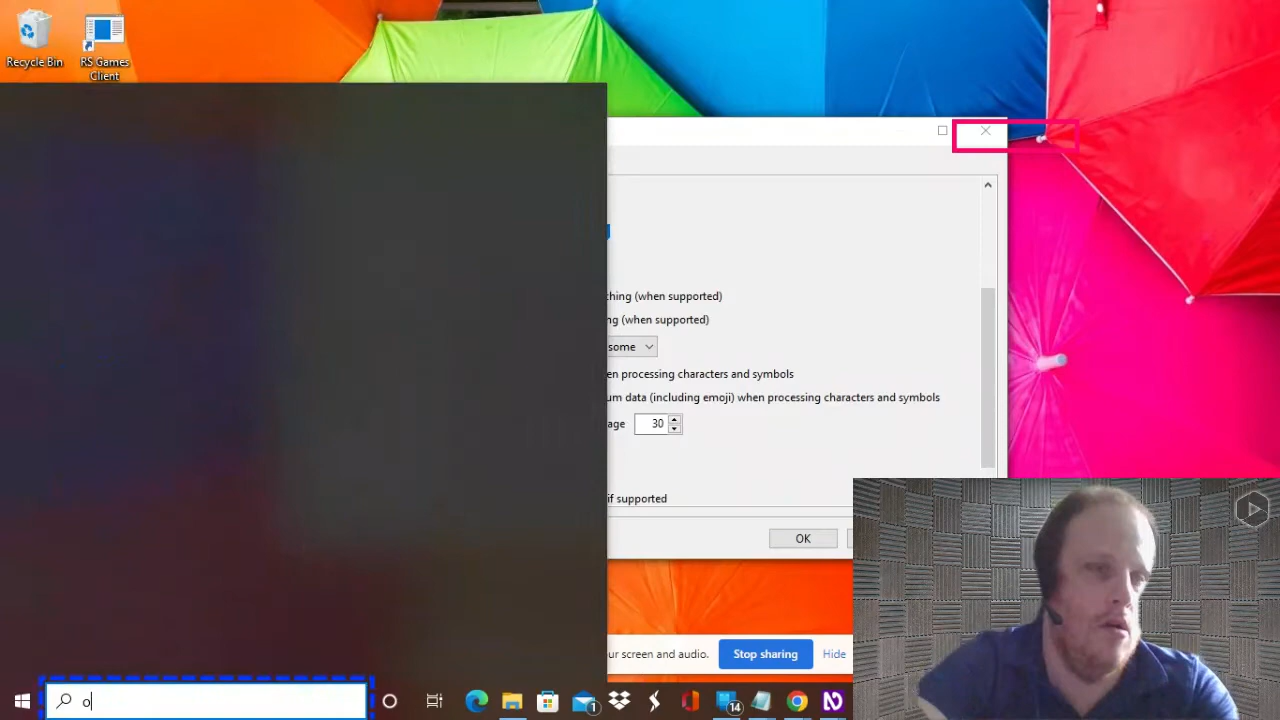 Recycle Bin
RS Games
Client
ching (when supported)
ng (when supported)
some
en processing characters and symbols
um data (including emoji) when processing characters and symbols
age 30
if supported
OK
ur screen and audio. Stop sharing Hide
o
1
14